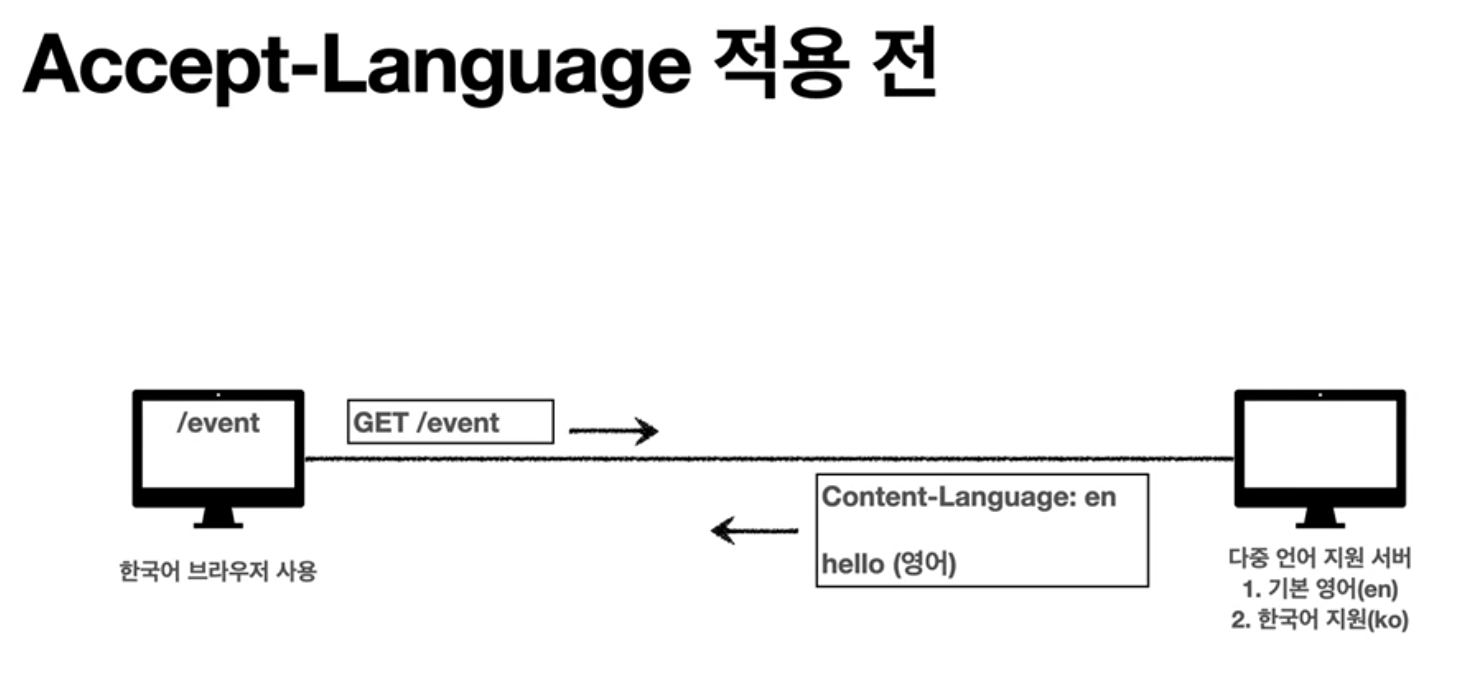 Accept-Language 적용 전
/event
GET /event
Content-Language: en
hello (영어)
한국어 브라우저 사용
다중 언어 지원 서버
1. 기본 영어(en)
2. 한국어 지원(ko)